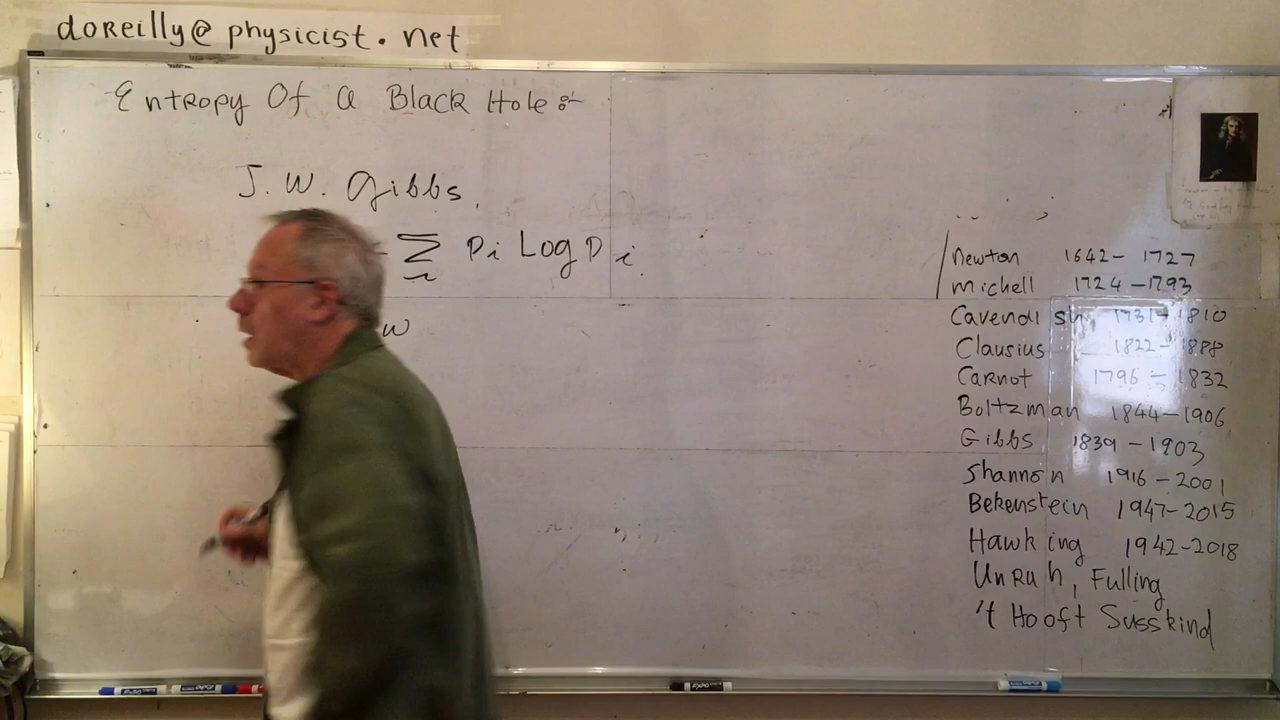 doreilly@physicist.net
Entropy Of a Black Hole :-
J. W. Gibbs,
- Σ i Pi Log Pi
W
Newton 1642 - 1727
Michell 1724 - 1793
Cavendish 1731 - 1810
Clausius 1822 - 1888
Carnot 1796 - 1832
Boltzman 1844 - 1906
Gibbs 1839 - 1903
Shannon 1916 - 2001
Bekenstein 1947-2015
Hawking 1942-2018
Unruh, Fulling
't Hooft Susskind